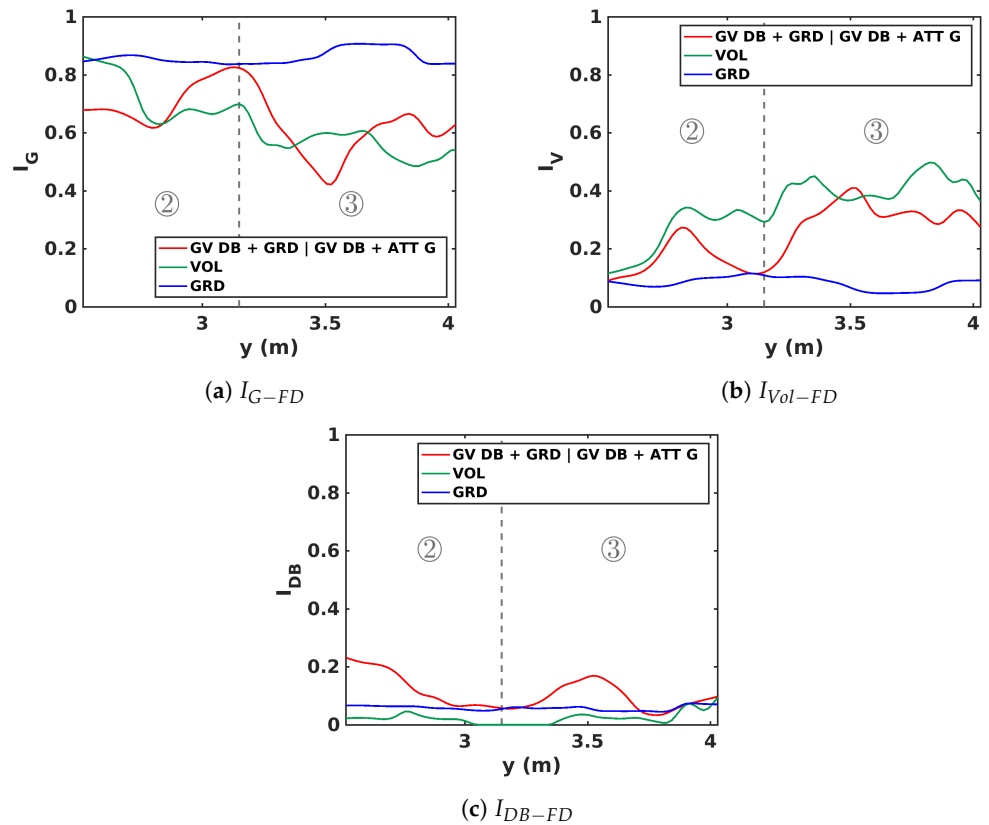 1
0.8
0.6
0.4
0.2
0
I_G
② ③
GV DB + GRD | GV DB + ATT G
VOL
GRD
3 3.5 4
y (m)
(a) I_{G−FD}
1
0.8
0.6
0.4
0.2
0
I_V
GV DB + GRD | GV DB + ATT G
VOL
GRD
② ③
3 3.5 4
y (m)
(b) I_{Vol−FD}
1
0.8
0.6
0.4
0.2
0
I_DB
GV DB + GRD | GV DB + ATT G
VOL
GRD
② ③
3 3.5 4
y (m)
(c) I_{DB−FD}